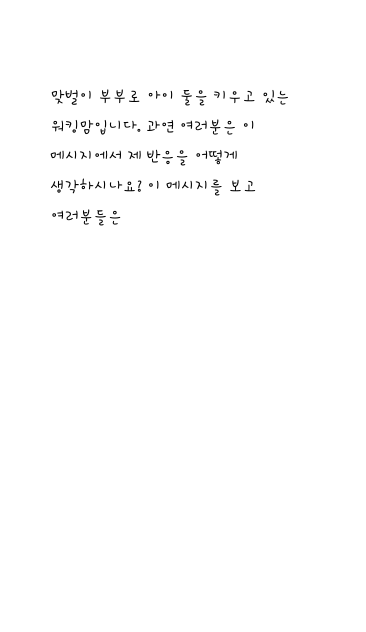 맞벌이 부부로 아이 둘을 키우고 있는
워킹맘입니다. 과연 여러분은 이
메시지에서 제 반응을 어떻게
생각하시나요? 이 메시지를 보고
여러분들은